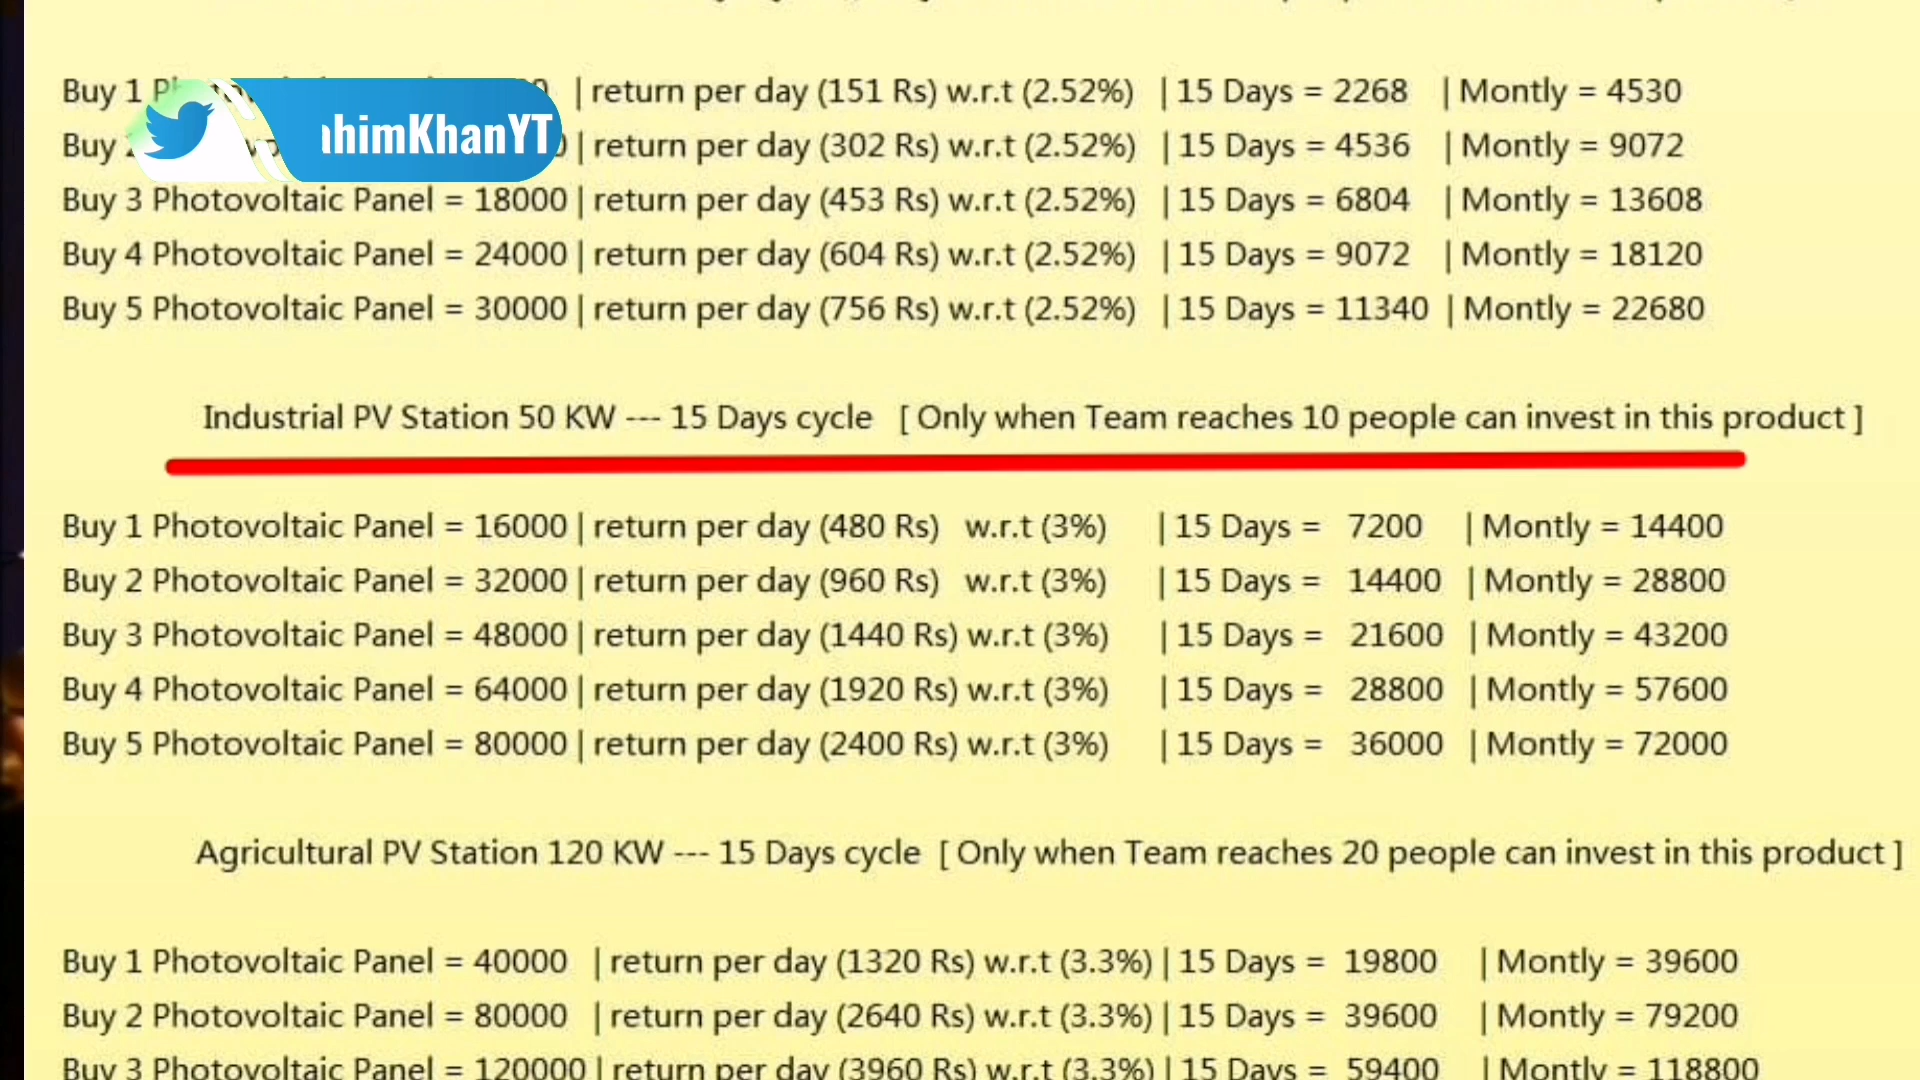 Buy 1 | return per day (151 Rs) w.r.t (2.52%) | 15 Days = 2268 | Montly = 4530
himKhanYT
Buy | return per day (302 Rs) w.r.t (2.52%) | 15 Days = 4536 | Montly = 9072
Buy 3 Photovoltaic Panel = 18000 | return per day (453 Rs) w.r.t (2.52%) | 15 Days = 6804 | Montly = 13608
Buy 4 Photovoltaic Panel = 24000 | return per day (604 Rs) w.r.t (2.52%) | 15 Days = 9072 | Montly = 18120
Buy 5 Photovoltaic Panel = 30000 | return per day (756 Rs) w.r.t (2.52%) | 15 Days = 11340 | Montly = 22680
Industrial PV Station 50 KW --- 15 Days cycle [ Only when Team reaches 10 people can invest in this product ]
Buy 1 Photovoltaic Panel = 16000 | return per day (480 Rs) w.r.t (3%) | 15 Days = 7200 | Montly = 14400
Buy 2 Photovoltaic Panel = 32000 | return per day (960 Rs) w.r.t (3%) | 15 Days = 14400 | Montly = 28800
Buy 3 Photovoltaic Panel = 48000 | return per day (1440 Rs) w.r.t (3%) | 15 Days = 21600 | Montly = 43200
Buy 4 Photovoltaic Panel = 64000 | return per day (1920 Rs) w.r.t (3%) | 15 Days = 28800 | Montly = 57600
Buy 5 Photovoltaic Panel = 80000 | return per day (2400 Rs) w.r.t (3%) | 15 Days = 36000 | Montly = 72000
Agricultural PV Station 120 KW --- 15 Days cycle [ Only when Team reaches 20 people can invest in this product ]
Buy 1 Photovoltaic Panel = 40000 | return per day (1320 Rs) w.r.t (3.3%) | 15 Days = 19800 | Montly = 39600
Buy 2 Photovoltaic Panel = 80000 | return per day (2640 Rs) w.r.t (3.3%) | 15 Days = 39600 | Montly = 79200
Buy 3 Photovoltaic Panel = 120000 | return per day (3960 Rs) w.r.t (3.3%) | 15 Days = 59400 | Montly = 118800